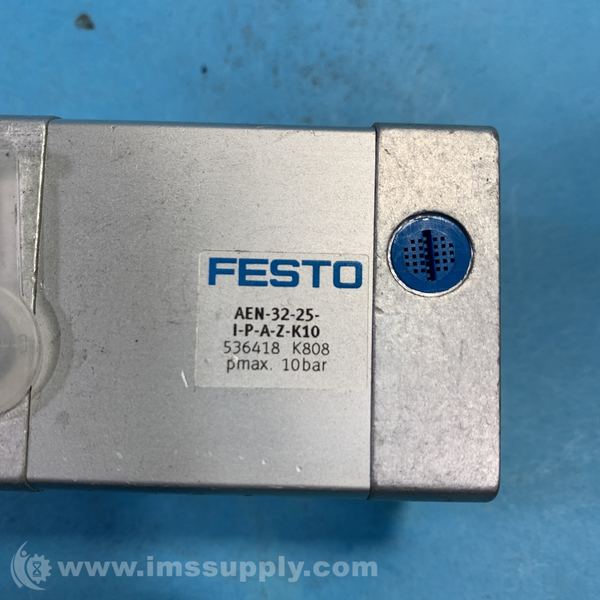 FESTO
AEN-32-25-
I-P-A-Z-K10
536418 K808
pmax. 10bar
www.imssupply.com